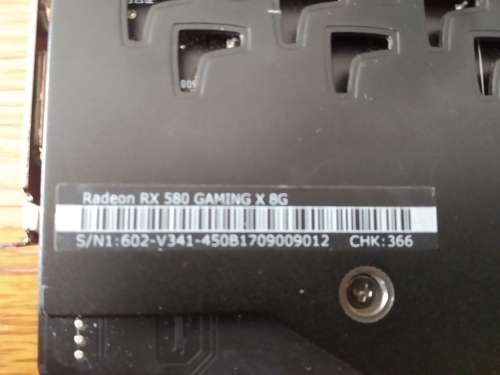 Radeon RX 580 GAMING X 8G
S/N1:602-V341-450B1709009012 CHK:366